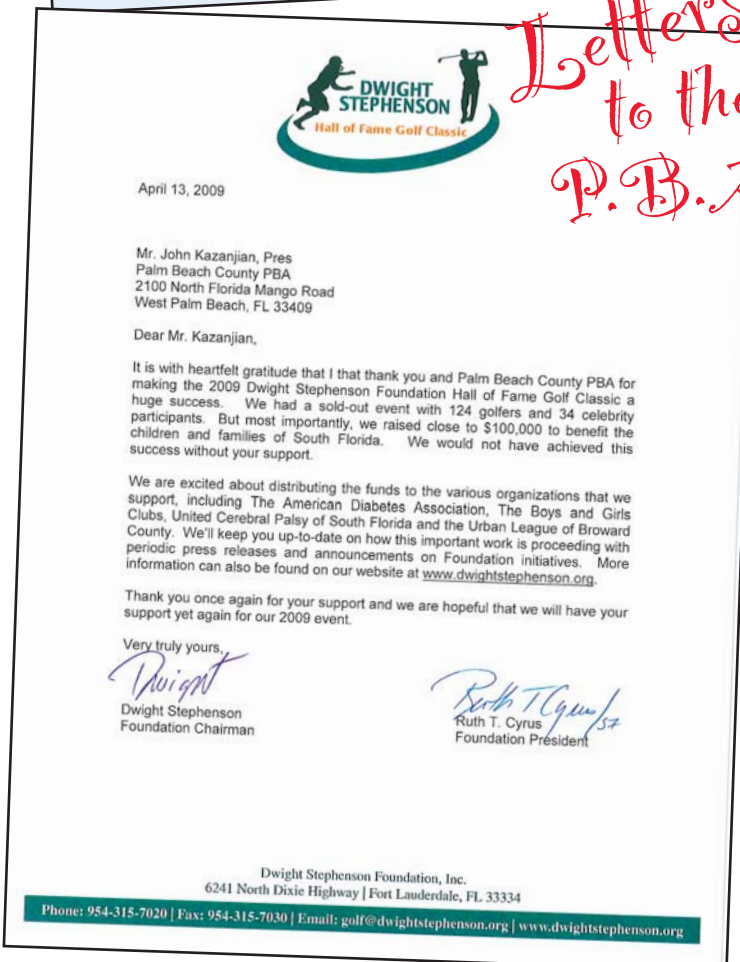 Letters
to the
P.B.A
DWIGHT
STEPHENSON
Hall of Fame Golf Classic
April 13, 2009
Mr. John Kazanjian, Pres
Palm Beach County PBA
2100 North Florida Mango Road
West Palm Beach, FL 33409
Dear Mr. Kazanjian,
It is with heartfelt gratitude that I that thank you and Palm Beach County PBA for
making the 2009 Dwight Stephenson Foundation Hall of Fame Golf Classic a
huge success. We had a sold-out event with 124 golfers and 34 celebrity
participants. But most importantly, we raised close to $100,000 to benefit the
children and families of South Florida. We would not have achieved this
success without your support.
We are excited about distributing the funds to the various organizations that we
support, including The American Diabetes Association, The Boys and Girls
Clubs, United Cerebral Palsy of South Florida and the Urban League of Broward
County. We'll keep you up-to-date on how this important work is proceeding with
periodic press releases and announcements on Foundation initiatives. More
information can also be found on our website at www.dwightstephenson.org.
Thank you once again for your support and we are hopeful that we will have your
support yet again for our 2009 event.
Very truly yours,
Dwight
Dwight Stephenson
Foundation Chairman
Ruth T Cyrus/
Ruth T. Cyrus
Foundation President
Dwight Stephenson Foundation, Inc.
6241 North Dixie Highway | Fort Lauderdale, FL 33334
Phone: 954-315-7020 | Fax: 954-315-7030 | Email: golf@dwightstephenson.org | www.dwightstephenson.org